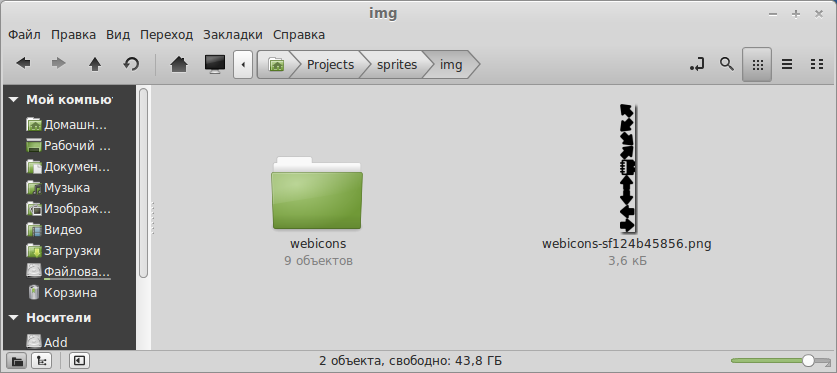 img
Файл Правка Вид Переход Закладки Справка
Projects sprites img
Мой компьют
Домашн...
Рабочий ...
Докумен...
Музыка
Изображ...
Видео
Загрузки
Файлова...
Корзина
Носители
Add
webicons
9 объектов
webicons-sf124b45856.png
3,6 кБ
2 объекта, свободно: 43,8 ГБ